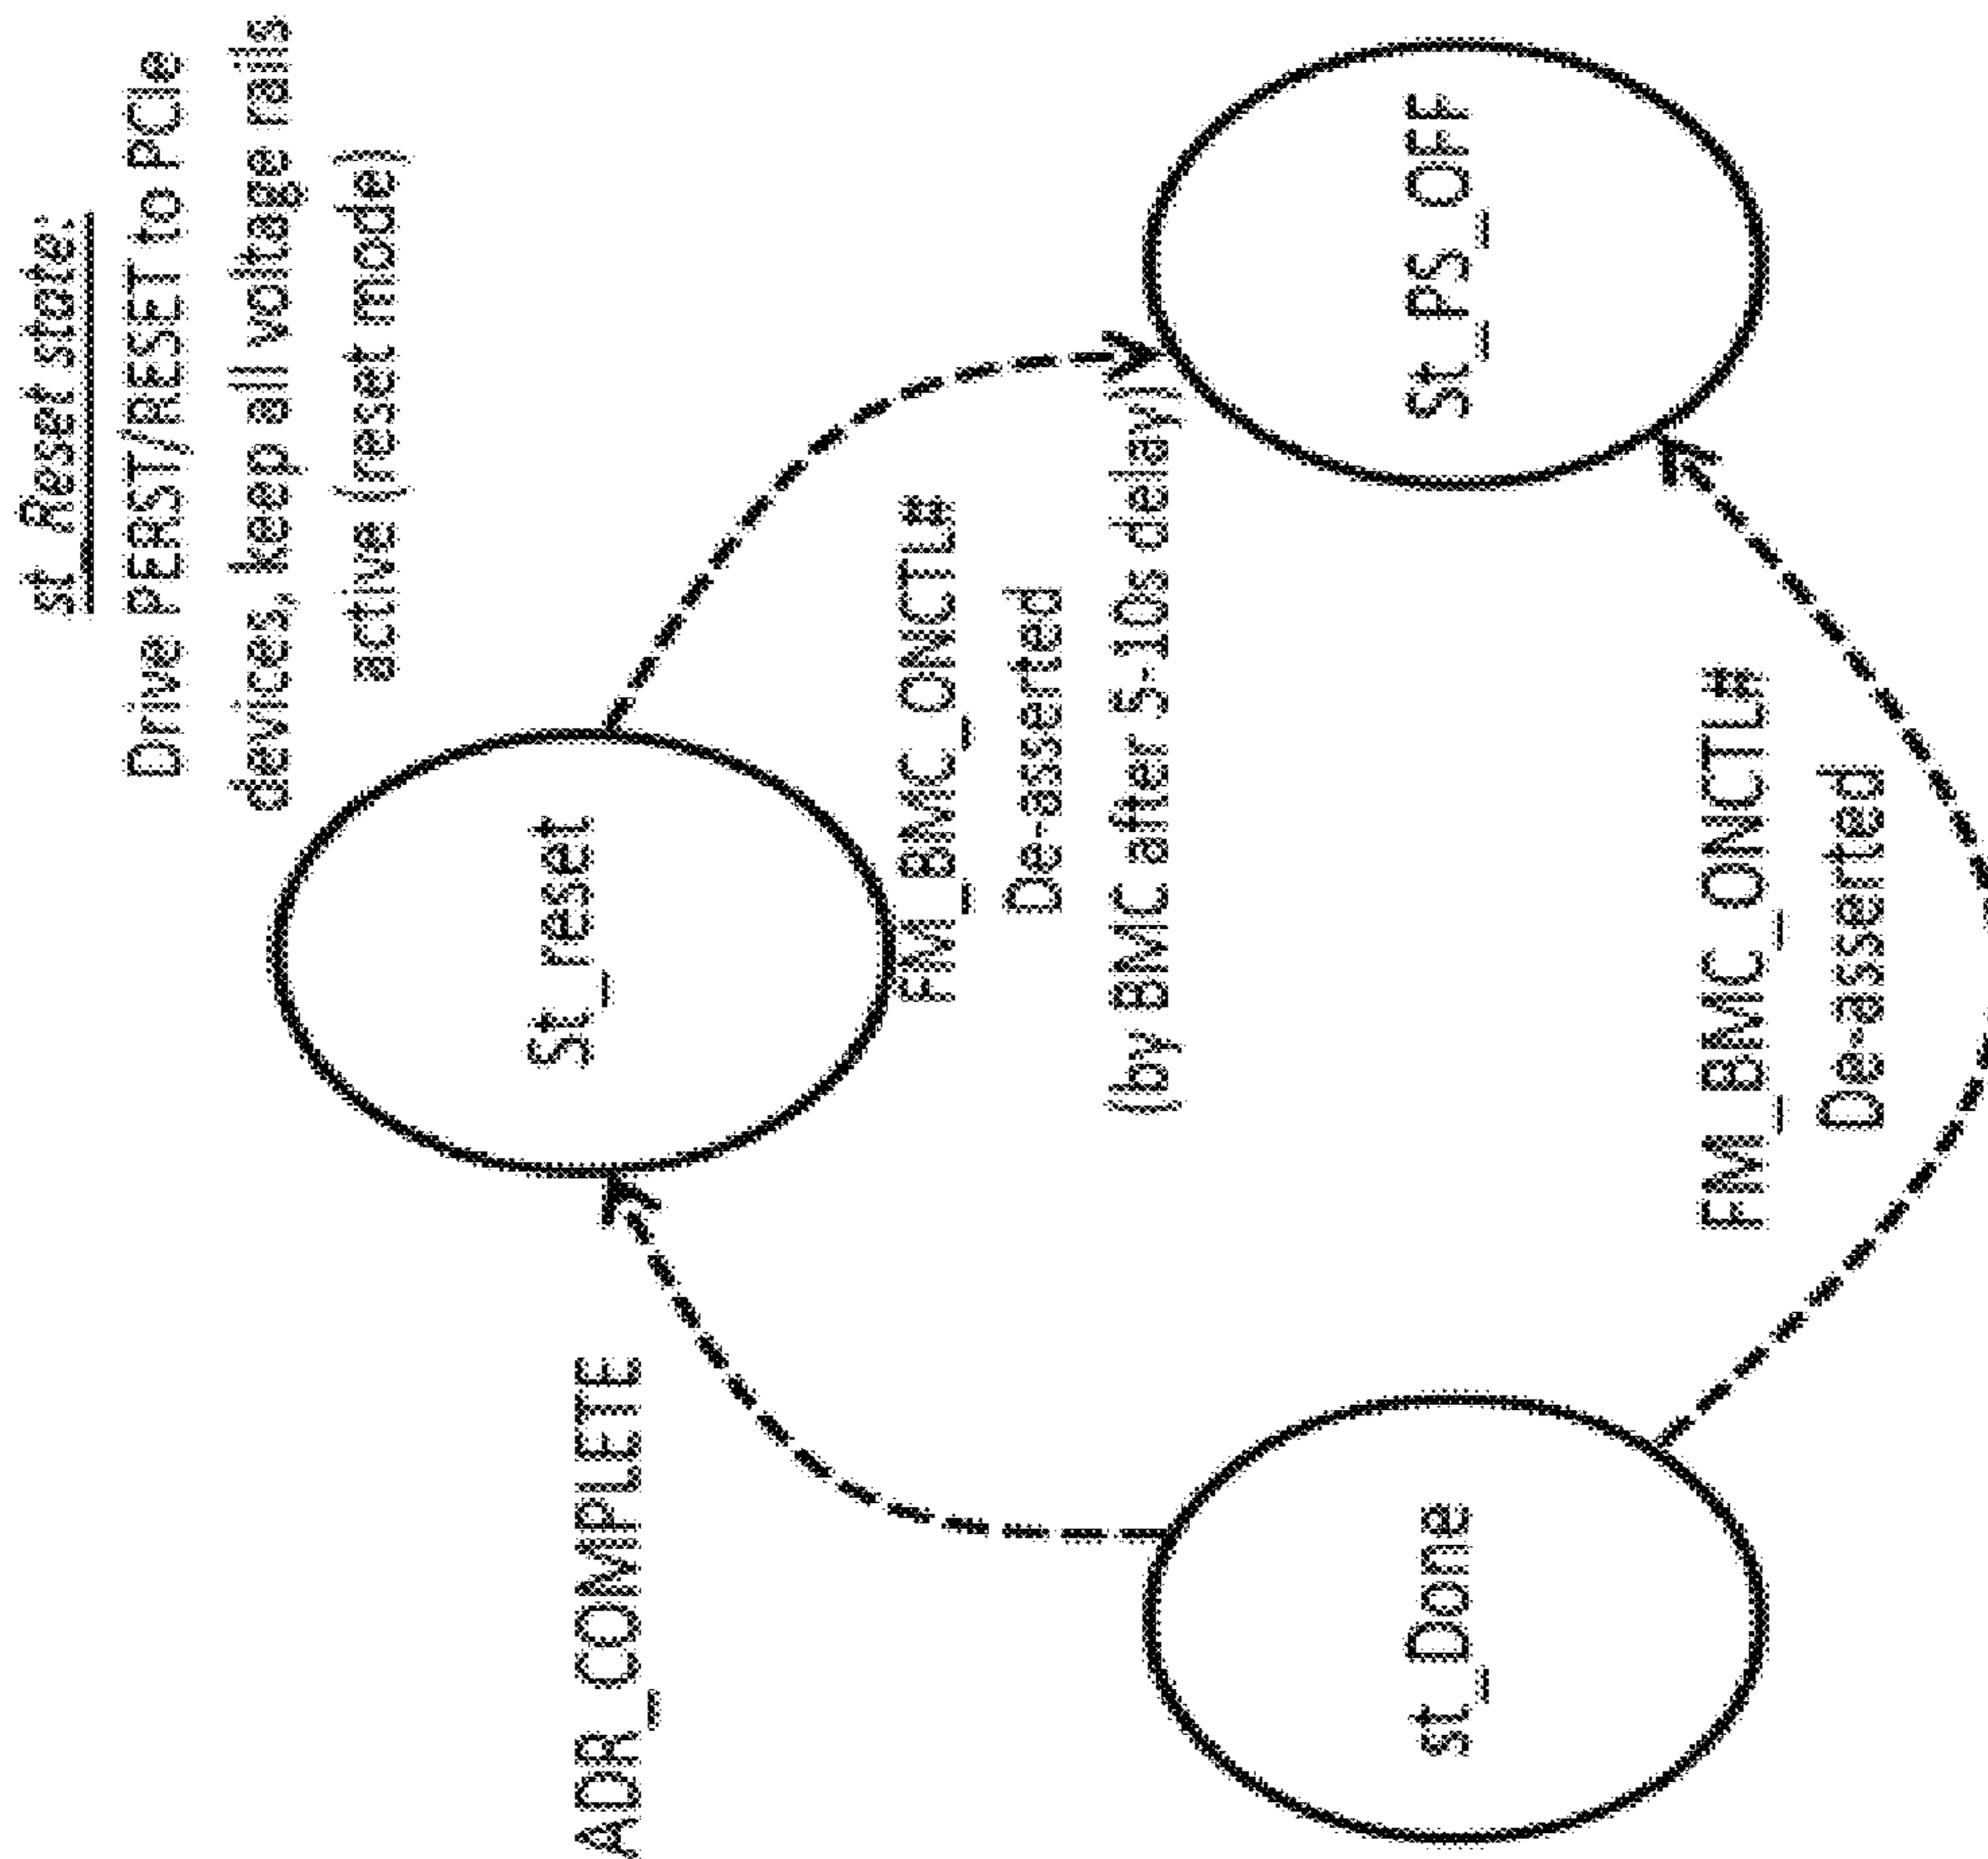 st_Reset state:
Drive PERST/RESET to PCIe
devices, keep all voltage rails
active (reset mode)
ADR_COMPLETE
St_reset
FM_BMC_ONCTL#
De-asserted
(by BMC after 5-10s delay)
st_Done
St_PS_OFF
FM_BMC_ONCTL#
De-asserted